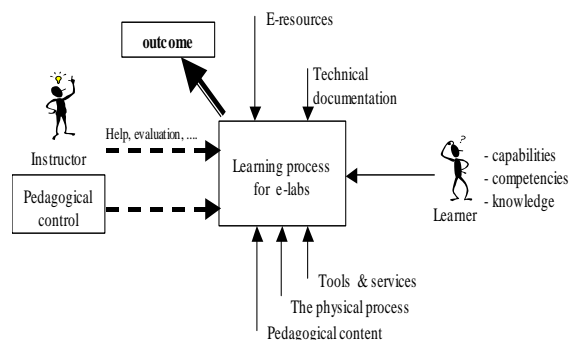 E-resources
outcome
Technical
documentation
Help, evaluation, ....
Instructor
Learning process
for e-labs
?
- capabilities
- competencies
- knowledge
Learner
Pedagogical
control
Tools & services
The physical process
Pedagogical content